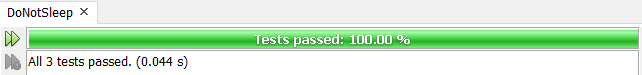 DoNotSleep
Tests passed: 100.00 %
All 3 tests passed. (0.044 s)